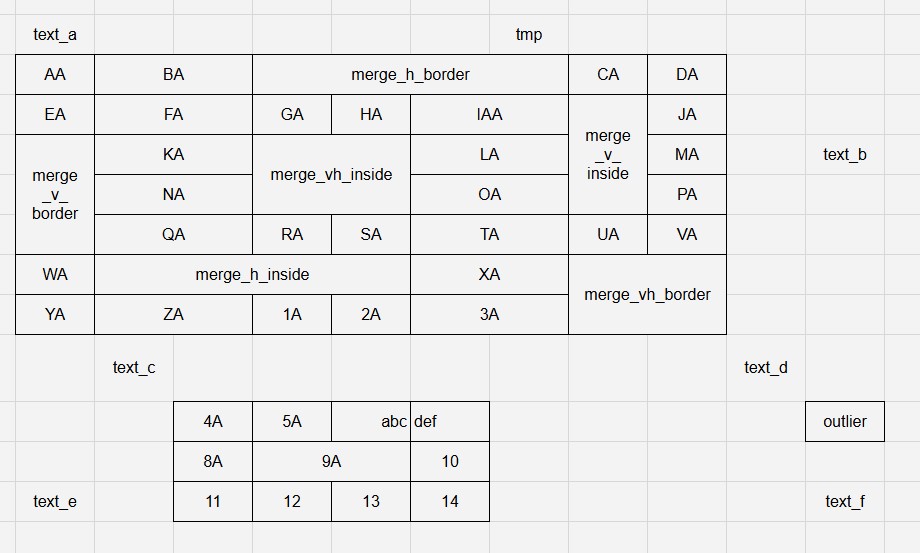 text_a tmp
AA BA merge_h_border CA DA
EA FA GA HA IAA JA
merge
_v_
border
KA merge_vh_inside LA
merge
_v_
inside
MA text_b
NA OA PA
QA RA SA TA UA VA
WA merge_h_inside XA merge_vh_border
YA ZA 1A 2A 3A
text_c text_d
4A 5A abc def outlier
8A 9A 10
text_e 11 12 13 14 text_f